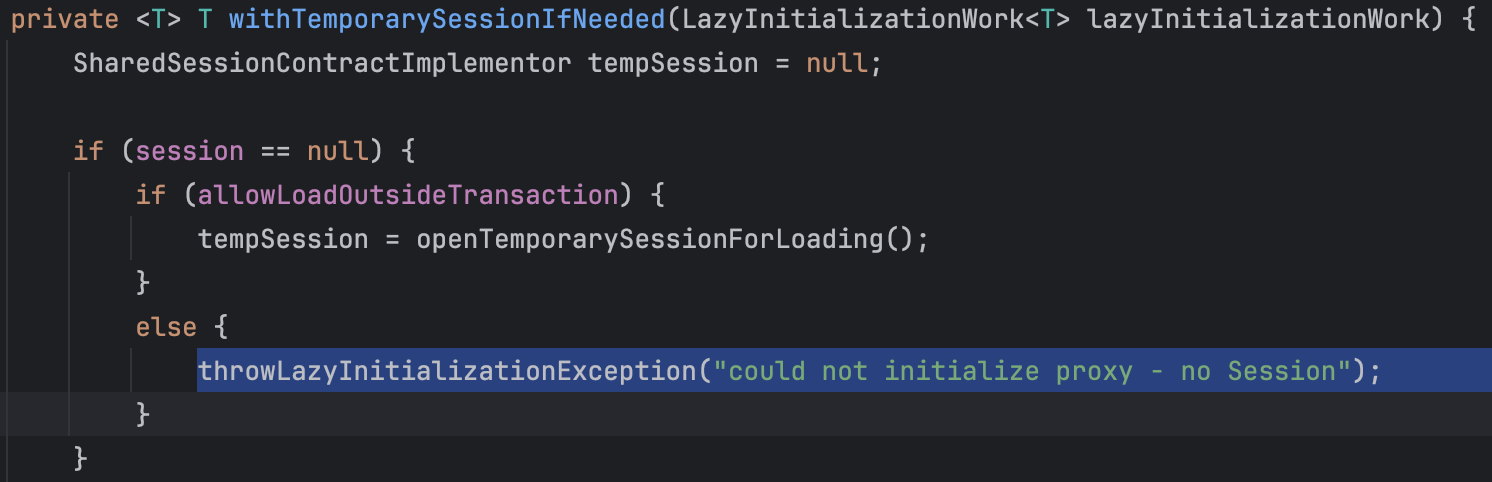 private <T> T withTemporarySessionIfNeeded(LazyInitializationWork<T> lazyInitializationWork) {
    SharedSessionContractImplementor tempSession = null;

    if (session == null) {
        if (allowLoadOutsideTransaction) {
            tempSession = openTemporarySessionForLoading();
        }
        else {
            throwLazyInitializationException("could not initialize proxy - no Session");
        }
    }